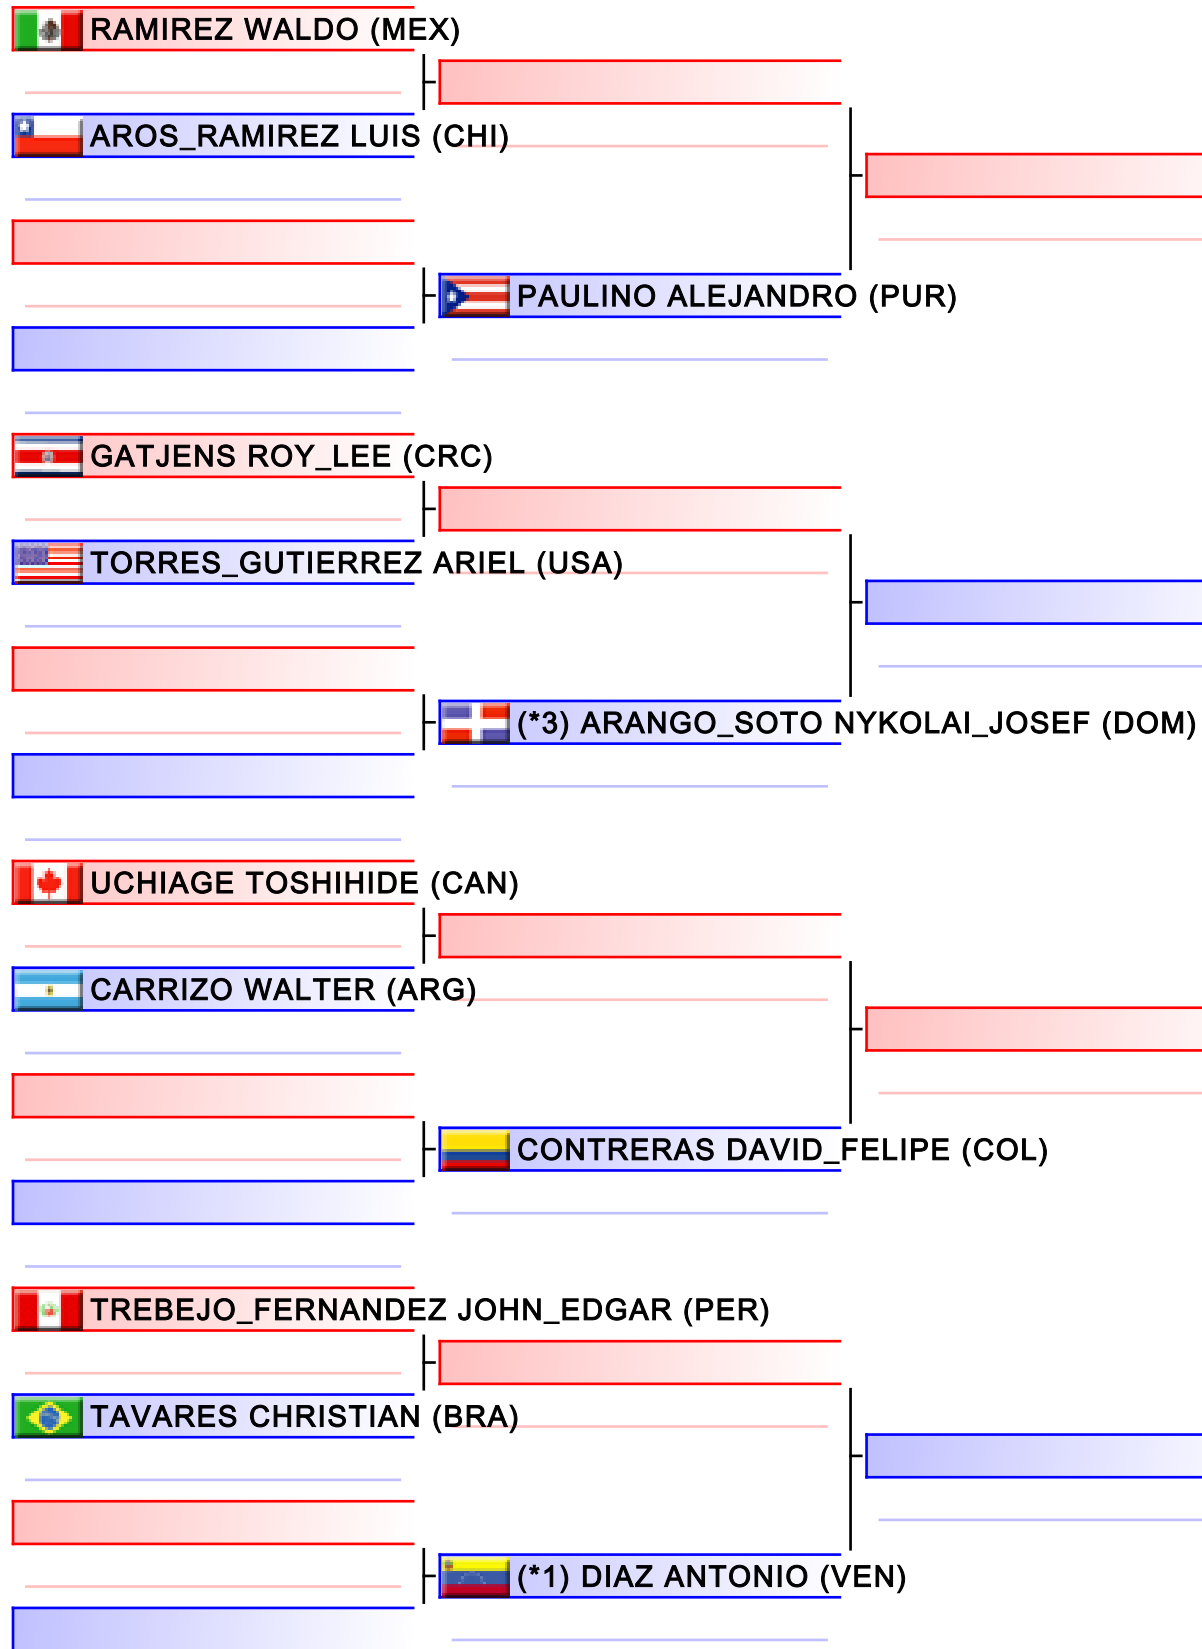 RAMIREZ WALDO (MEX)
AROS_RAMIREZ LUIS (CHI)
PAULINO ALEJANDRO (PUR)
GATJENS ROY_LEE (CRC)
TORRES_GUTIERREZ ARIEL (USA)
(*3) ARANGO_SOTO NYKOLAI_JOSEF (DOM)
UCHIAGE TOSHIHIDE (CAN)
CARRIZO WALTER (ARG)
CONTRERAS DAVID_FELIPE (COL)
TREBEJO_FERNANDEZ JOHN_EDGAR (PER)
TAVARES CHRISTIAN (BRA)
(*1) DIAZ ANTONIO (VEN)